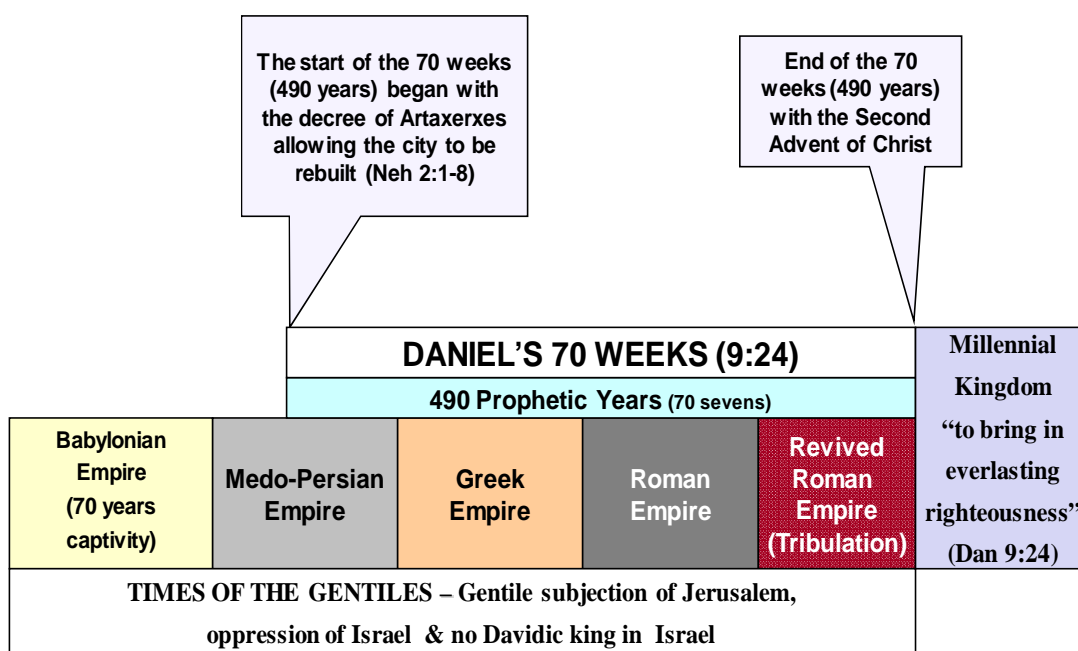 The start of the 70 weeks
(490 years) began with
the decree of Artaxerxes
allowing the city to be
rebuilt (Neh 2:1-8)
End of the 70
weeks (490 years)
with the Second
Advent of Christ
DANIEL'S 70 WEEKS (9:24)
490 Prophetic Years (70 sevens)
Babylonian
Empire
(70 years
captivity)
Medo-Persian
Empire
Greek
Empire
Roman
Empire
Revived
Roman
Empire
(Tribulation)
Millennial
Kingdom
“to bring in
everlasting
righteousness”
(Dan 9:24)
TIMES OF THE GENTILES – Gentile subjection of Jerusalem,
oppression of Israel & no Davidic king in Israel